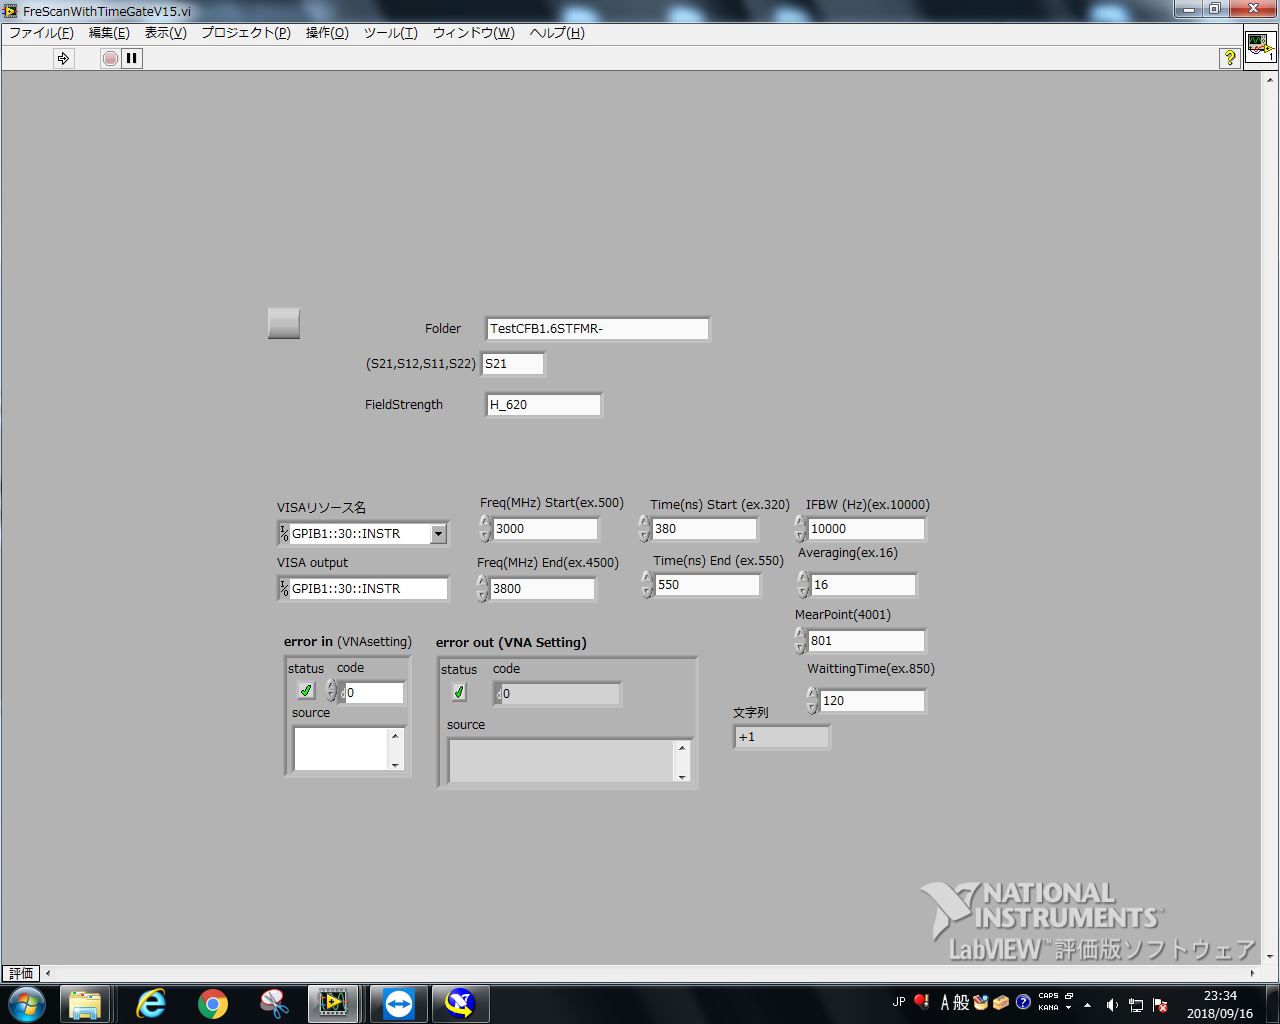 FreScanWithTimeGateV15.vi
ファイル(F) 編集(E) 表示(V) プロジェクト(P) 操作(O) ツール(T) ウィンドウ(W) ヘルプ(H)
?
1
Folder TestCFB1.6STFMR-
(S21,S12,S11,S22) S21
FieldStrength H_620
VISAリソース名
GPIB1::30::INSTR
VISA output
GPIB1::30::INSTR
Freq(MHz) Start(ex.500)
3000
Freq(MHz) End(ex.4500)
3800
Time(ns) Start (ex.320)
380
Time(ns) End (ex.550)
550
IFBW (Hz)(ex.10000)
10000
Averaging(ex.16)
16
MearPoint(4001)
801
WaittingTime(ex.850)
120
error in (VNAsetting)
status code
d0
source
error out (VNA Setting)
status code
d0
source
文字列
+1
NATIONAL
INSTRUMENTS™
LabVIEW™評価版ソフトウェア
評価
JP A 般 ? CAPS KANA
23:34
2018/09/16